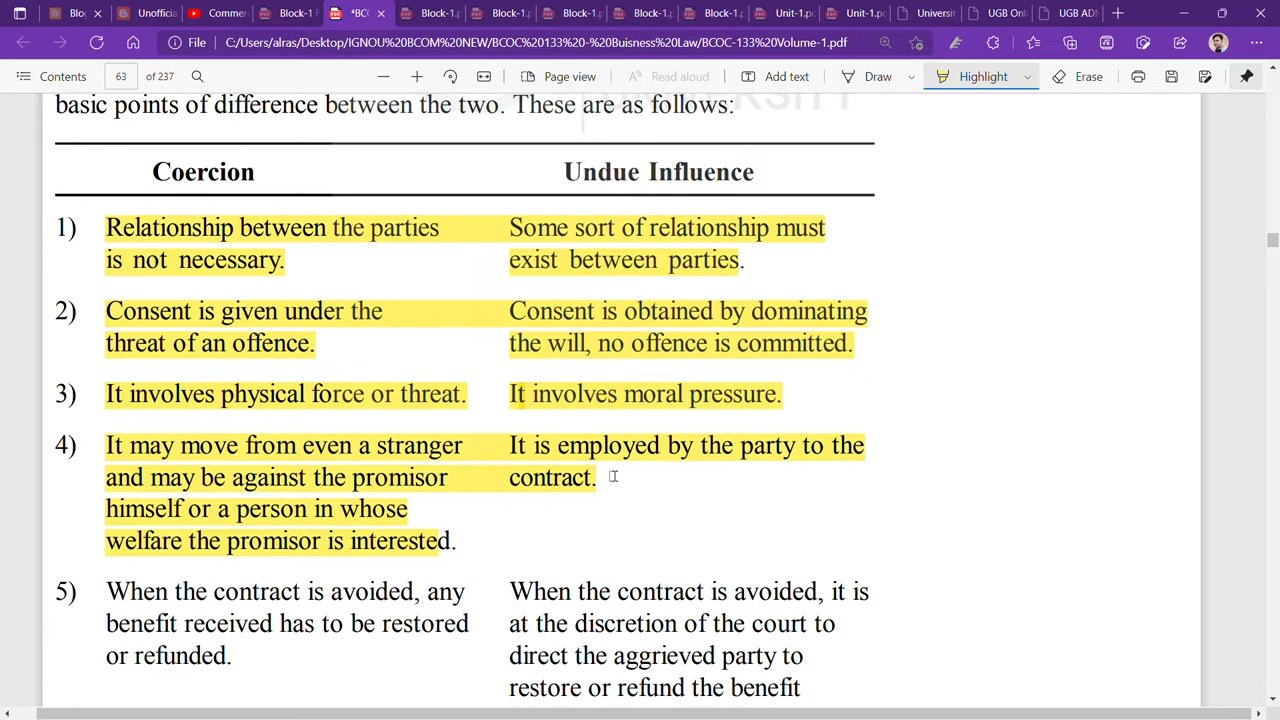 Blog
Unofficia
Commer
Block-1 P
*BCO
Block-1.p
Block-1.
Block-1.p
Block-1.p
Block-1.p
Unit-1.pc
Unit-1.pc
Universit
UGB Onl
UGB ADM
File C:/Users/alras/Desktop/IGNOU%20BCOM%20NEW/BCOC%20133%20-%20Buisness%20Law/BCOC-133%20Volume-1.pdf
Contents 63 of 237 Page view Read aloud Add text Draw Highlight Erase
basic points of difference between the two. These are as follows:
Coercion Undue Influence
1) Relationship between the parties Some sort of relationship must
is not necessary. exist between parties.
2) Consent is given under the Consent is obtained by dominating
threat of an offence. the will, no offence is committed.
3) It involves physical force or threat. It involves moral pressure.
4) It may move from even a stranger It is employed by the party to the
and may be against the promisor contract.
himself or a person in whose
welfare the promisor is interested.
5) When the contract is avoided, any When the contract is avoided, it is
benefit received has to be restored at the discretion of the court to
or refunded. direct the aggrieved party to
restore or refund the benefit